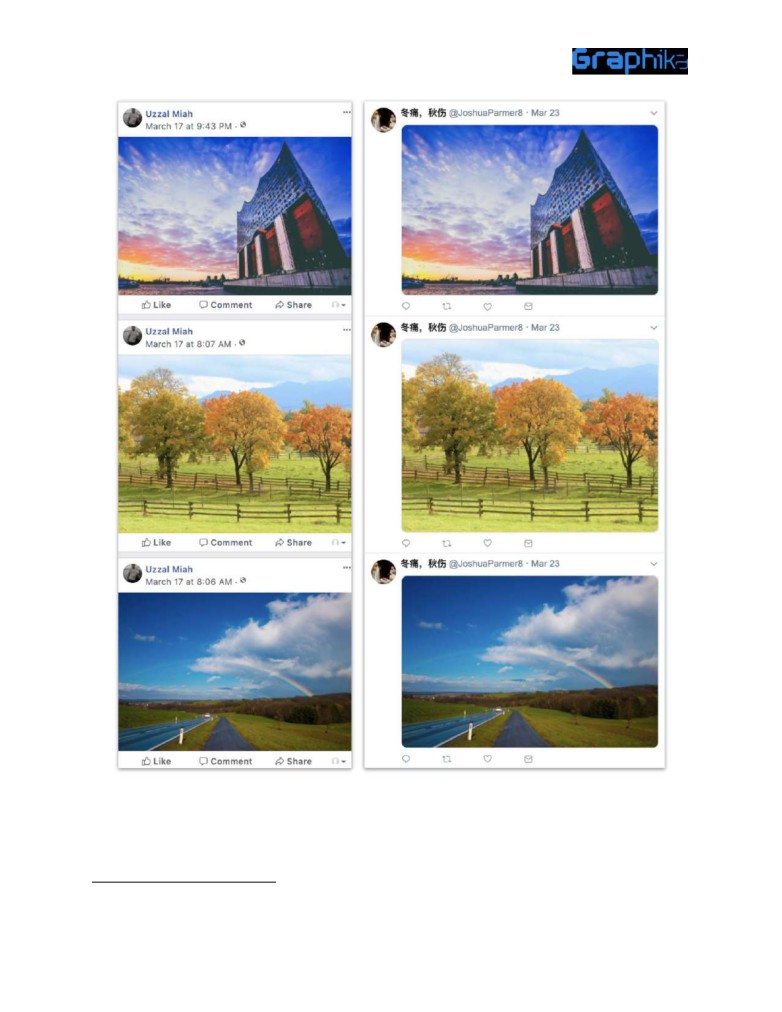 Graphika
Uzzal Miah
March 17 at 9:43 PM ·
Like Comment Share
Uzzal Miah
March 17 at 8:07 AM ·
Like Comment Share
Uzzal Miah
March 17 at 8:06 AM ·
Like Comment Share
冬痛，秋伤 @JoshuaParmer8 · Mar 23
冬痛，秋伤 @JoshuaParmer8 · Mar 23
冬痛，秋伤 @JoshuaParmer8 · Mar 23